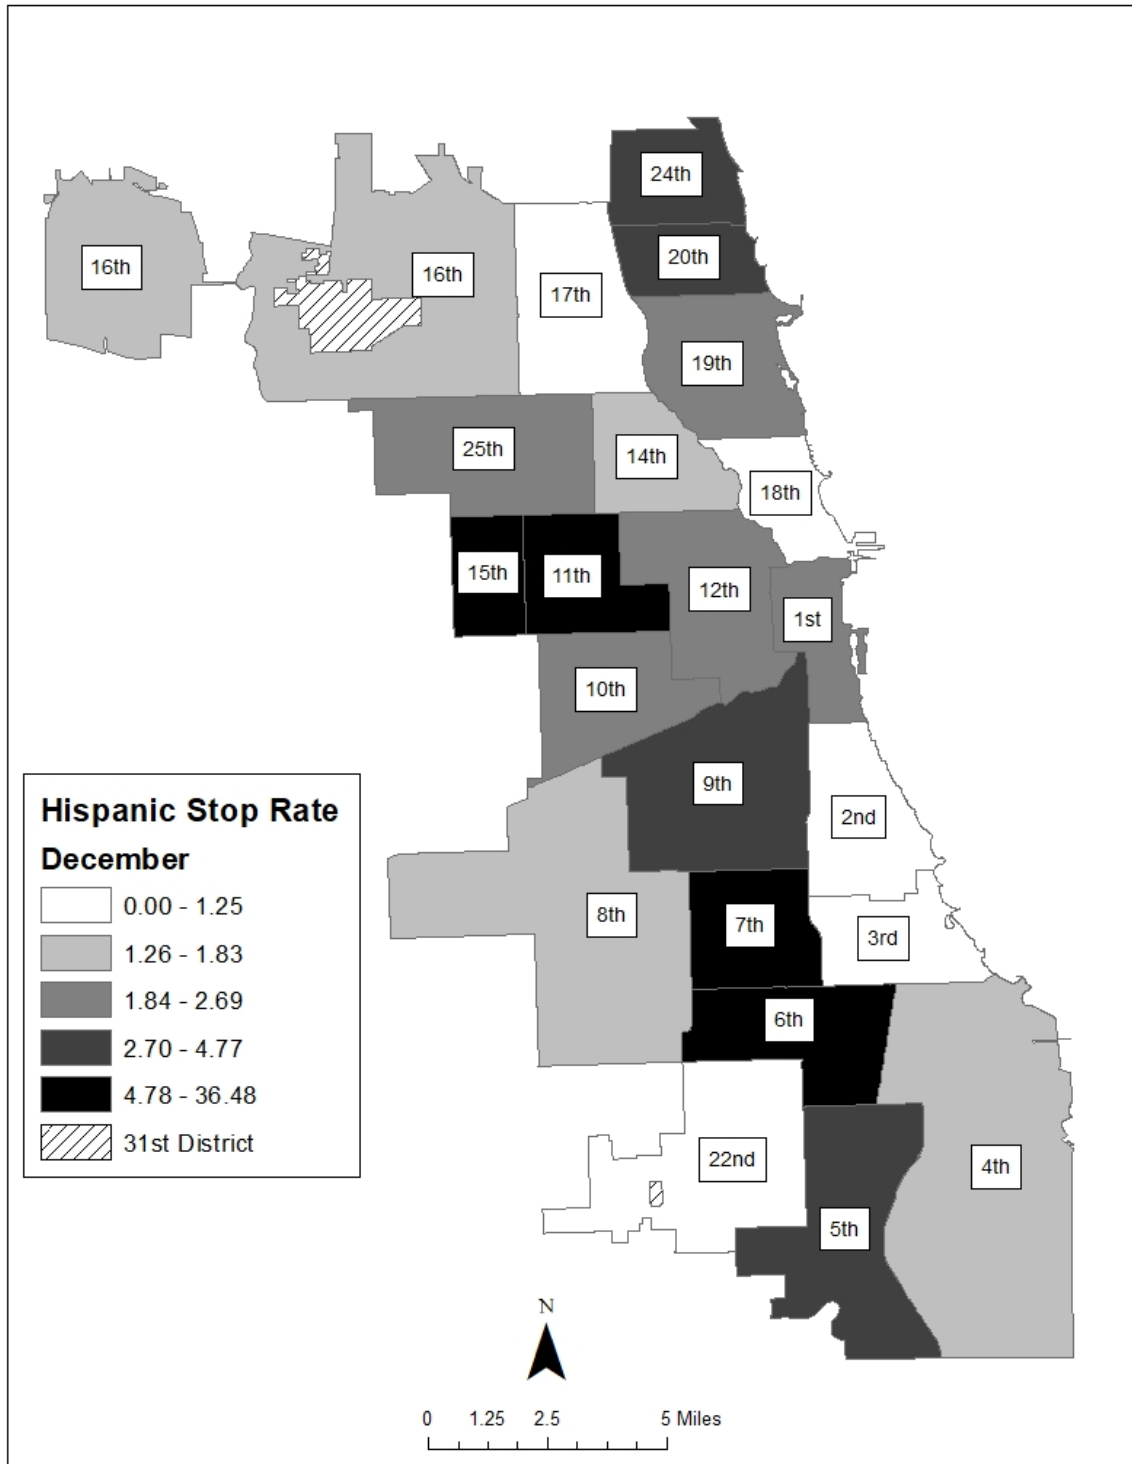 24th
20th
16th
16th
17th
19th
25th
14th
18th
15th
11th
12th
1st
10th
9th
2nd
8th
7th
3rd
6th
22nd
4th
5th
Hispanic Stop Rate
December
0.00 - 1.25
1.26 - 1.83
1.84 - 2.69
2.70 - 4.77
4.78 - 36.48
31st District
N
0 1.25 2.5 5 Miles